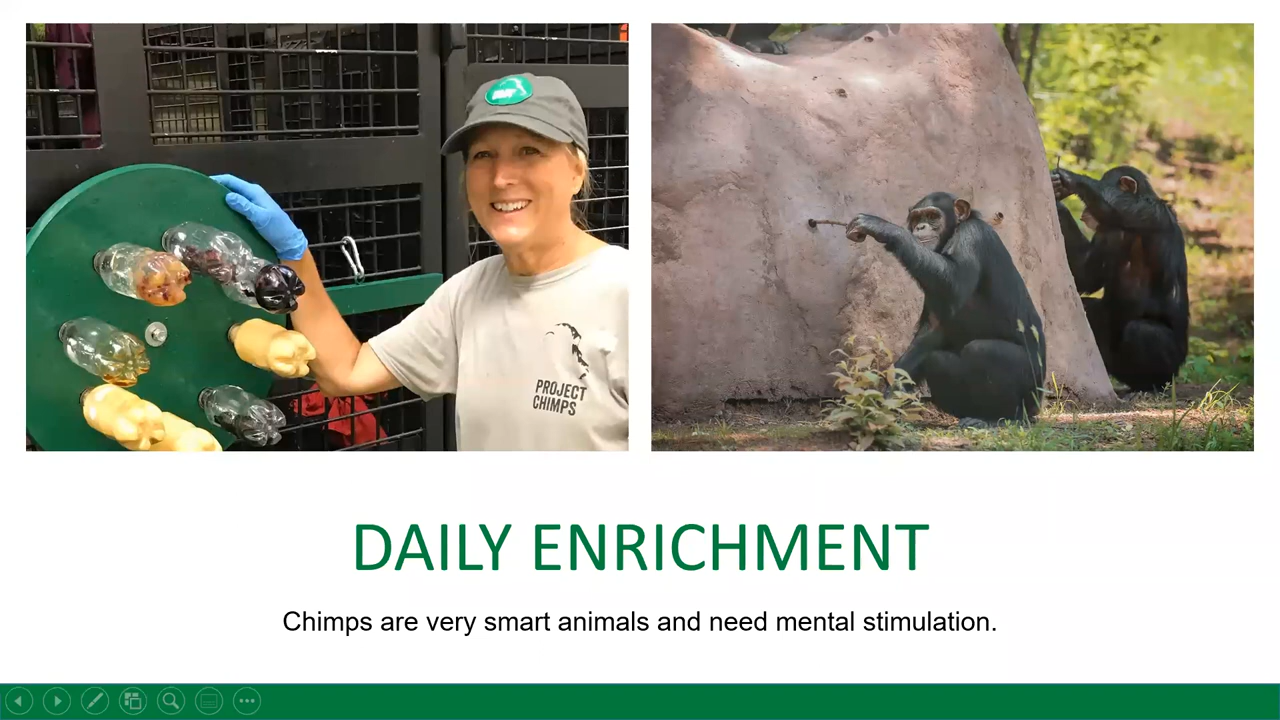 PROJECT
CHIMPS
DAILY ENRICHMENT
Chimps are very smart animals and need mental stimulation.